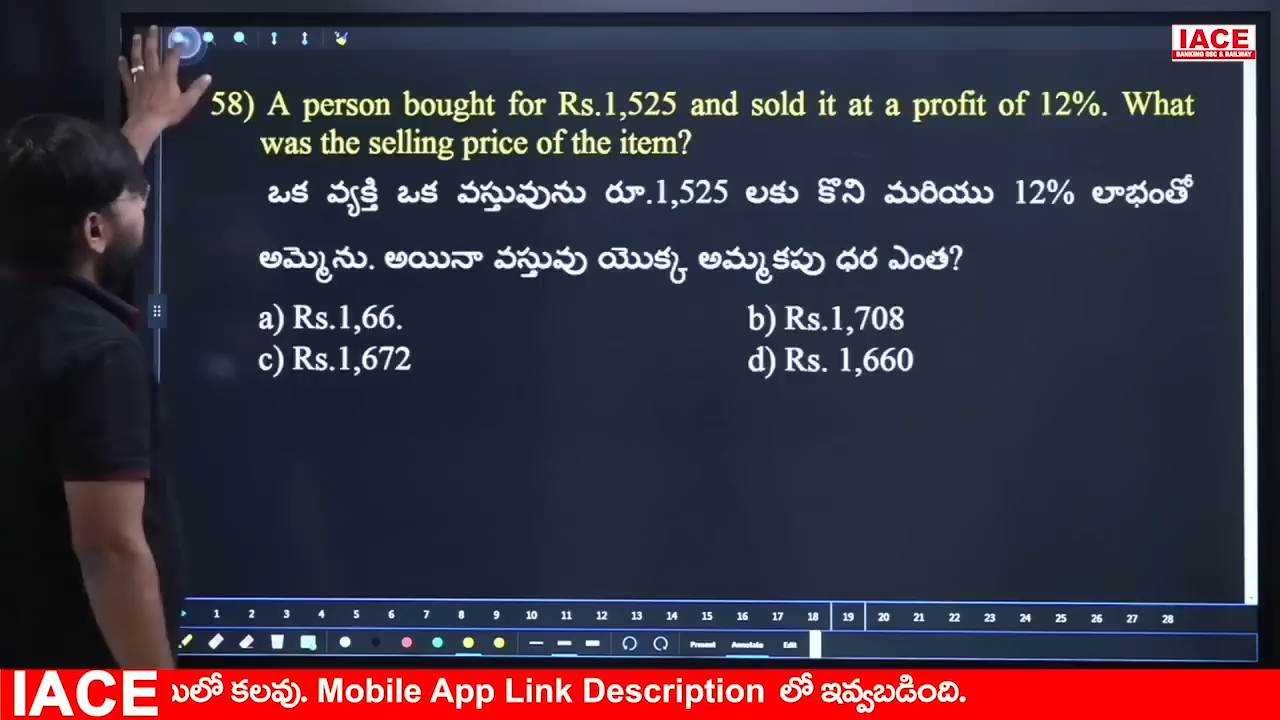 IACE
BANKING SSC & RAILWAY
58) A person bought for Rs.1,525 and sold it at a profit of 12%. What
was the selling price of the item?
ఒక వ్యక్తి ఒక వస్తువును రూ.1,525 లకు కొని మరియు 12% లాభంతో
అమ్మెను. అయినా వస్తువు యొక్క అమ్మకపు ధర ఎంత?
a) Rs.1,66.
b) Rs.1,708
c) Rs.1,672
d) Rs. 1,660
1 2 3 4 5 6 7 8 9 10 11 12 13 14 15 16 17 18 19 20 21 22 23 24 25 26 27 28
Present Annotate Edit
IACE కలవు. Mobile App Link Description లో ఇవ్వబడింది.